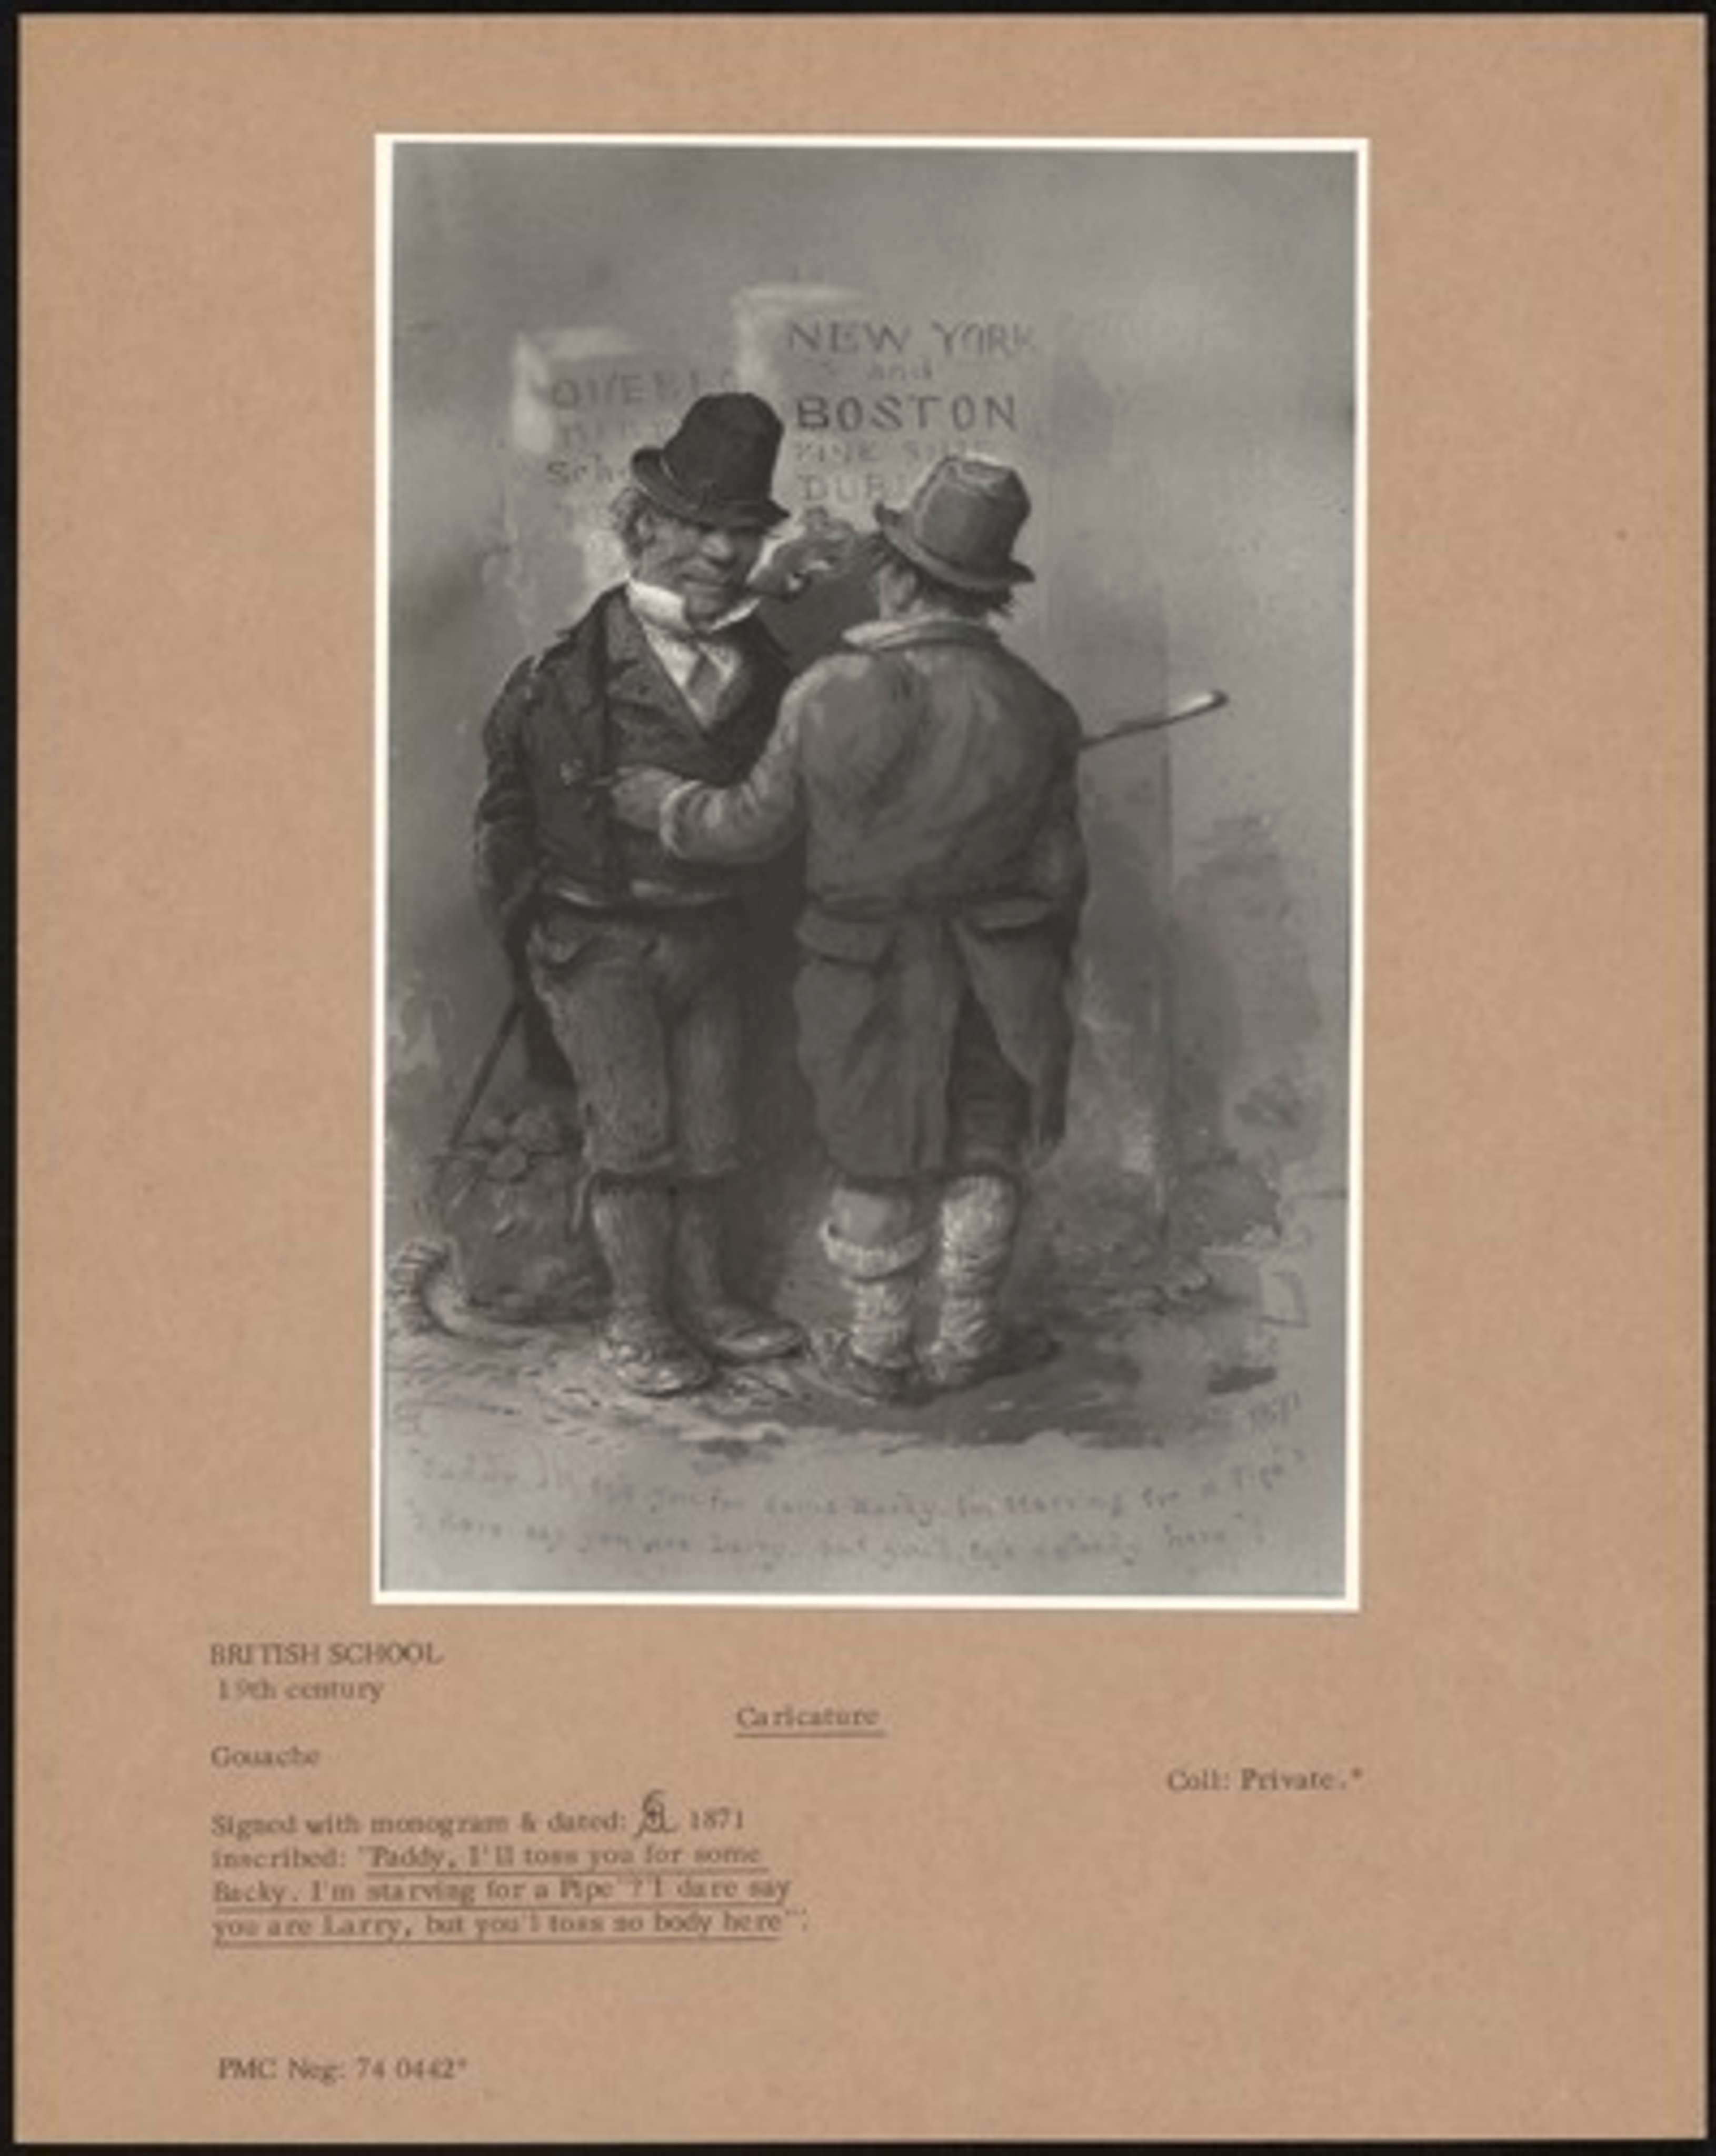 NEW YORK
and
BOSTON
BRITISH SCHOOL
19th century
Caricature
Gouache
Coll: Private.*
Signed with monogram & dated: 1871
inscribed: "Paddy, I'll toss you for some
Backy. I'm starving for a Pipe"? "I dare say
you are Larry, but you'l toss no body here"".
PMC Neg: 74 0442*